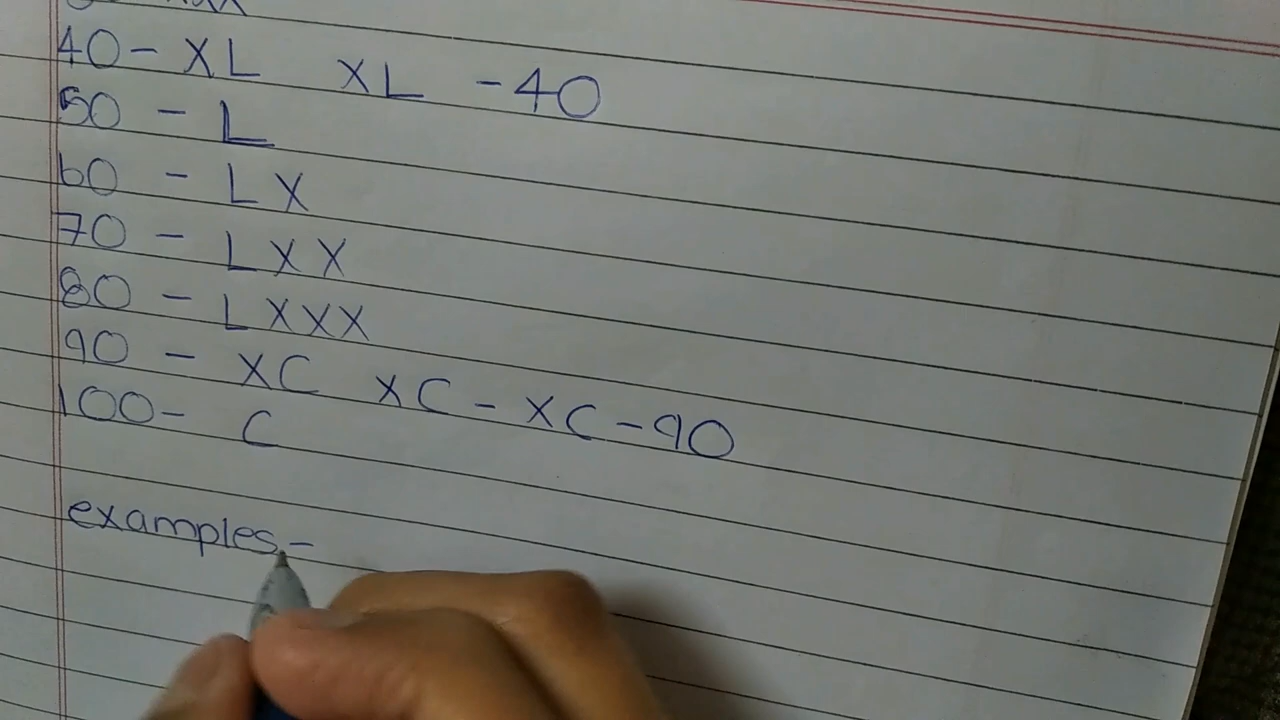 40 - XL XL - 40
50 - L
60 - LX
70 - LXX
80 - LXXX
90 - XC XC - XC - 90
100 - C
examples -